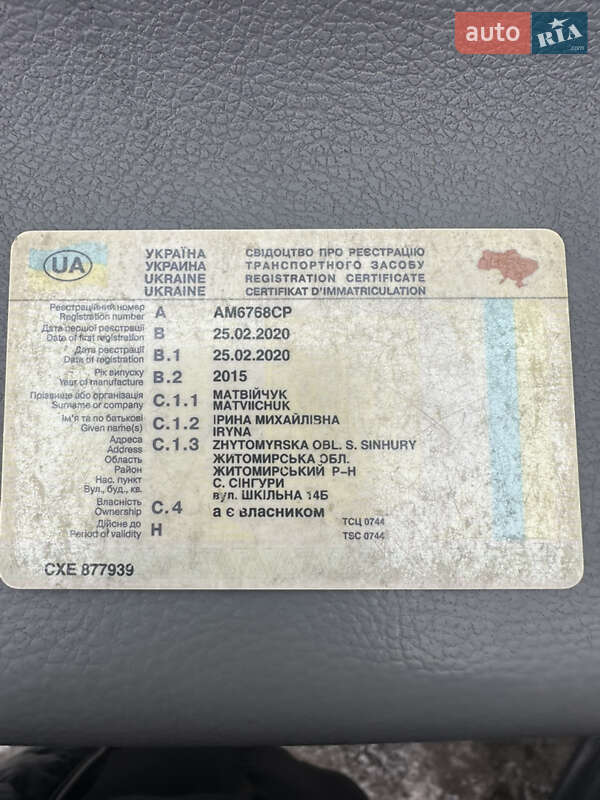 auto RIA.com
UA
УКРАЇНА СВІДОЦТВО ПРО РЕЄСТРАЦІЮ
УКРАИНА ТРАНСПОРТНОГО ЗАСОБУ
UKRAINE REGISTRATION CERTIFICATE
UKRAINE CERTIFIKAT D'IMMATRICULATION
Реєстраційний номер
Registration number A AM6768CP
Дата першої реєстрації
Date of first registration B 25.02.2020
Дата реєстрації
Date of registration B.1 25.02.2020
Рік випуску
Year of manufacture B.2 2015
Прізвище або організація
Surname or company C.1.1 МАТВІЙЧУК
MATVIICHUK
Ім'я та по батькові
Given name(s) C.1.2 ІРИНА МИХАЙЛІВНА
IRYNA
Адреса
Address C.1.3 ZHYTOMYRSKA OBL. S. SINHURY
Область ЖИТОМИРСЬКА ОБЛ.
Район ЖИТОМИРСЬКИЙ Р-Н
Нас. пункт С. СІНГУРИ
Вул., буд., кв. вул. ШКІЛЬНА 14Б
Власність
Ownership C.4 а є власником
Дійсне до
Period of validity H
ТСЦ 0744
TSC 0744
CXE 877939